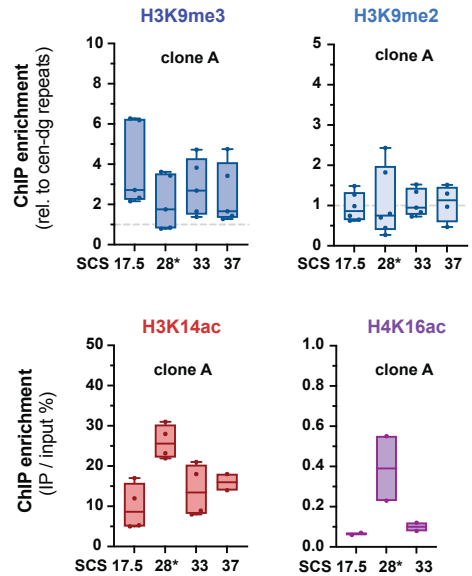 H3K9me3
H3K9me2
ChIP enrichment
(rel. to cen-dg repeats)
10
8
6
4
2
0
clone A
SCS 17.5 28* 33 37
5
4
3
2
1
0
clone A
SCS 17.5 28* 33 37
H3K14ac
H4K16ac
ChIP enrichment
(IP / input %)
50
40
30
20
10
0
clone A
SCS 17.5 28* 33 37
1.0
0.8
0.6
0.4
0.2
0
clone A
SCS 17.5 28* 33